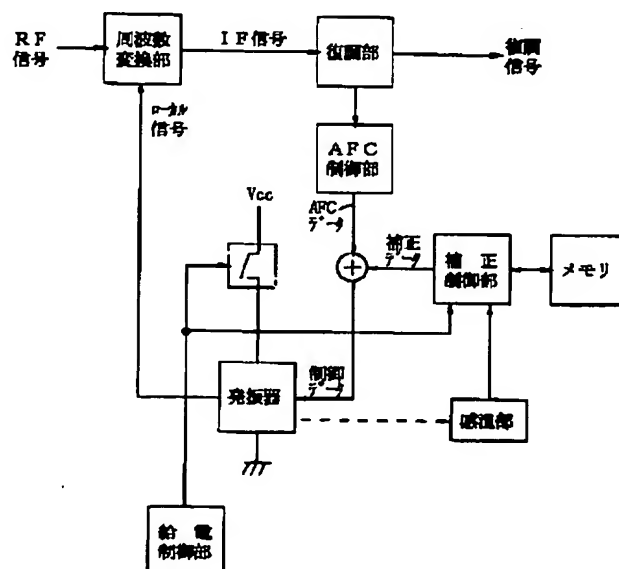 RF
信号
周波数
変換部
IF信号
復調部
復調
信号
ローカル
信号
AFC
制御部
Vcc
AFC
データ
補正
データ
補正
制御部
メモリ
発振器
制御
データ
感温部
給電
制御部